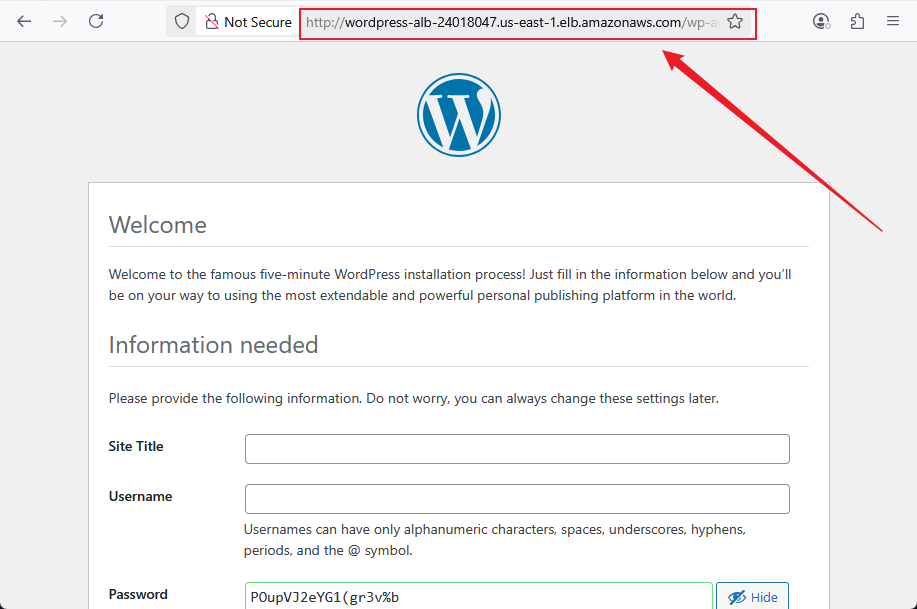 Not Secure http://wordpress-alb-24018047.us-east-1.elb.amazonaws.com/wp-a
Welcome
Welcome to the famous five-minute WordPress installation process! Just fill in the information below and you’ll
be on your way to using the most extendable and powerful personal publishing platform in the world.
Information needed
Please provide the following information. Do not worry, you can always change these settings later.
Site Title
Username
Usernames can have only alphanumeric characters, spaces, underscores, hyphens,
periods, and the @ symbol.
Password POupVJ2eYG1(gr3v%b Hide